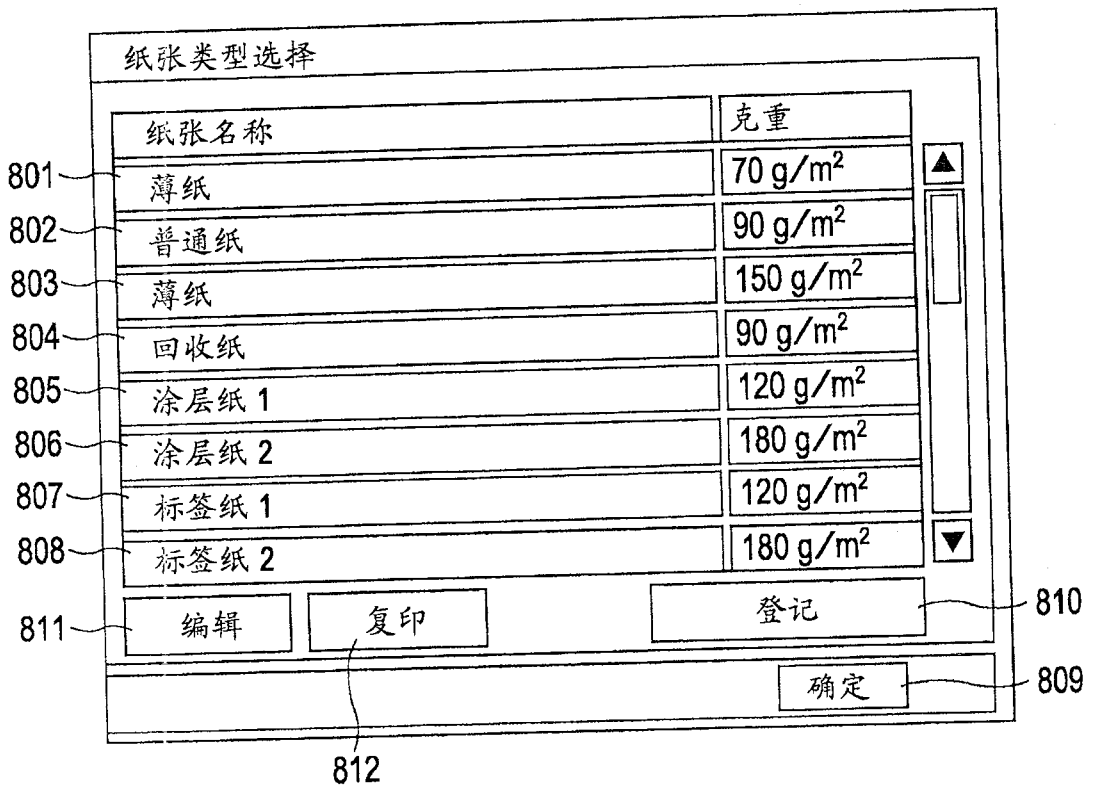 纸张类型选择
纸张名称 克重
801 薄纸 70 g/m²
802 普通纸 90 g/m²
803 薄纸 150 g/m²
804 回收纸 90 g/m²
805 涂层纸 1 120 g/m²
806 涂层纸 2 180 g/m²
807 标签纸 1 120 g/m²
808 标签纸 2 180 g/m²
811 编辑 复印 登记 810
确定 809
812